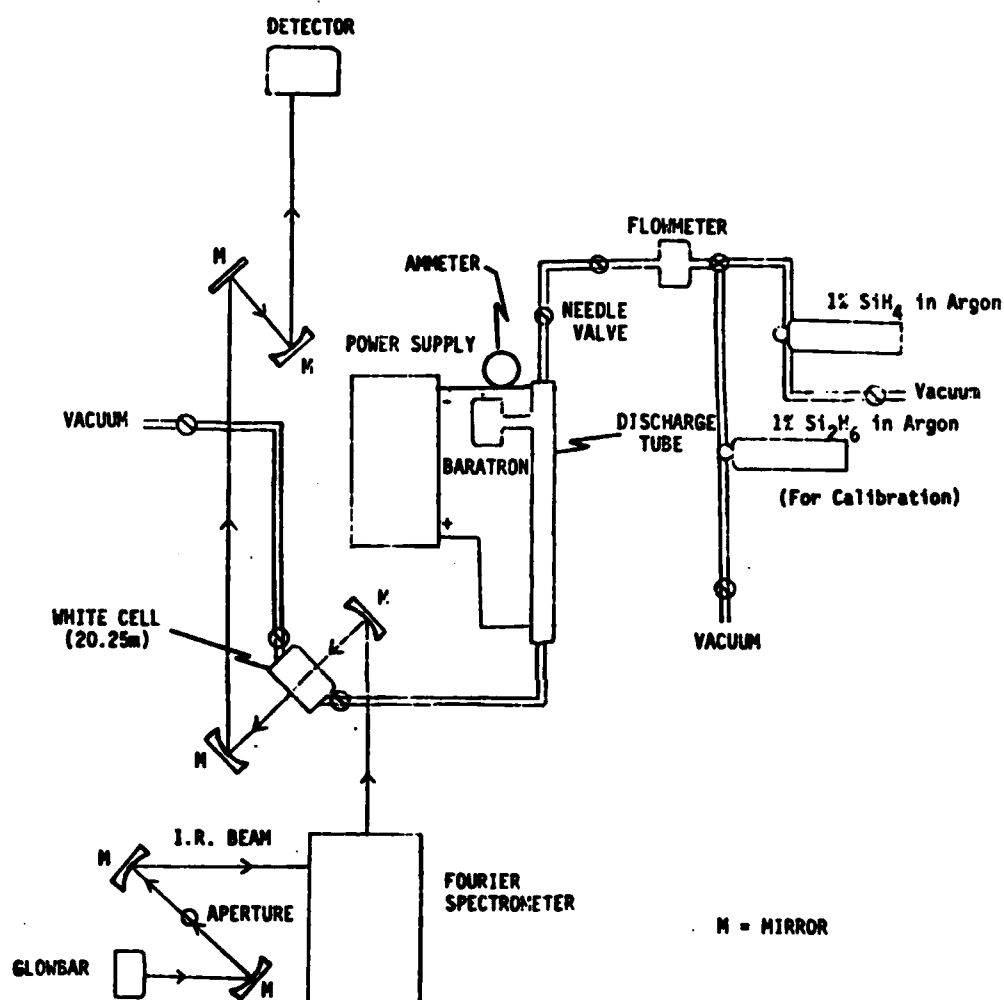 DETECTOR
FLOWMETER
M
AMMETER
NEEDLE
VALVE
1% SiH4 in Argon
M
POWER SUPPLY
-
Vacuum
VACUUM
DISCHARGE
TUBE
1% Si2H6 in Argon
BARATRON
(For Calibration)
+
M
WHITE CELL
(20.25m)
VACUUM
M
I.R. BEAM
M
FOURIER
SPECTROMETER
APERTURE
M = MIRROR
GLOWBAR
M